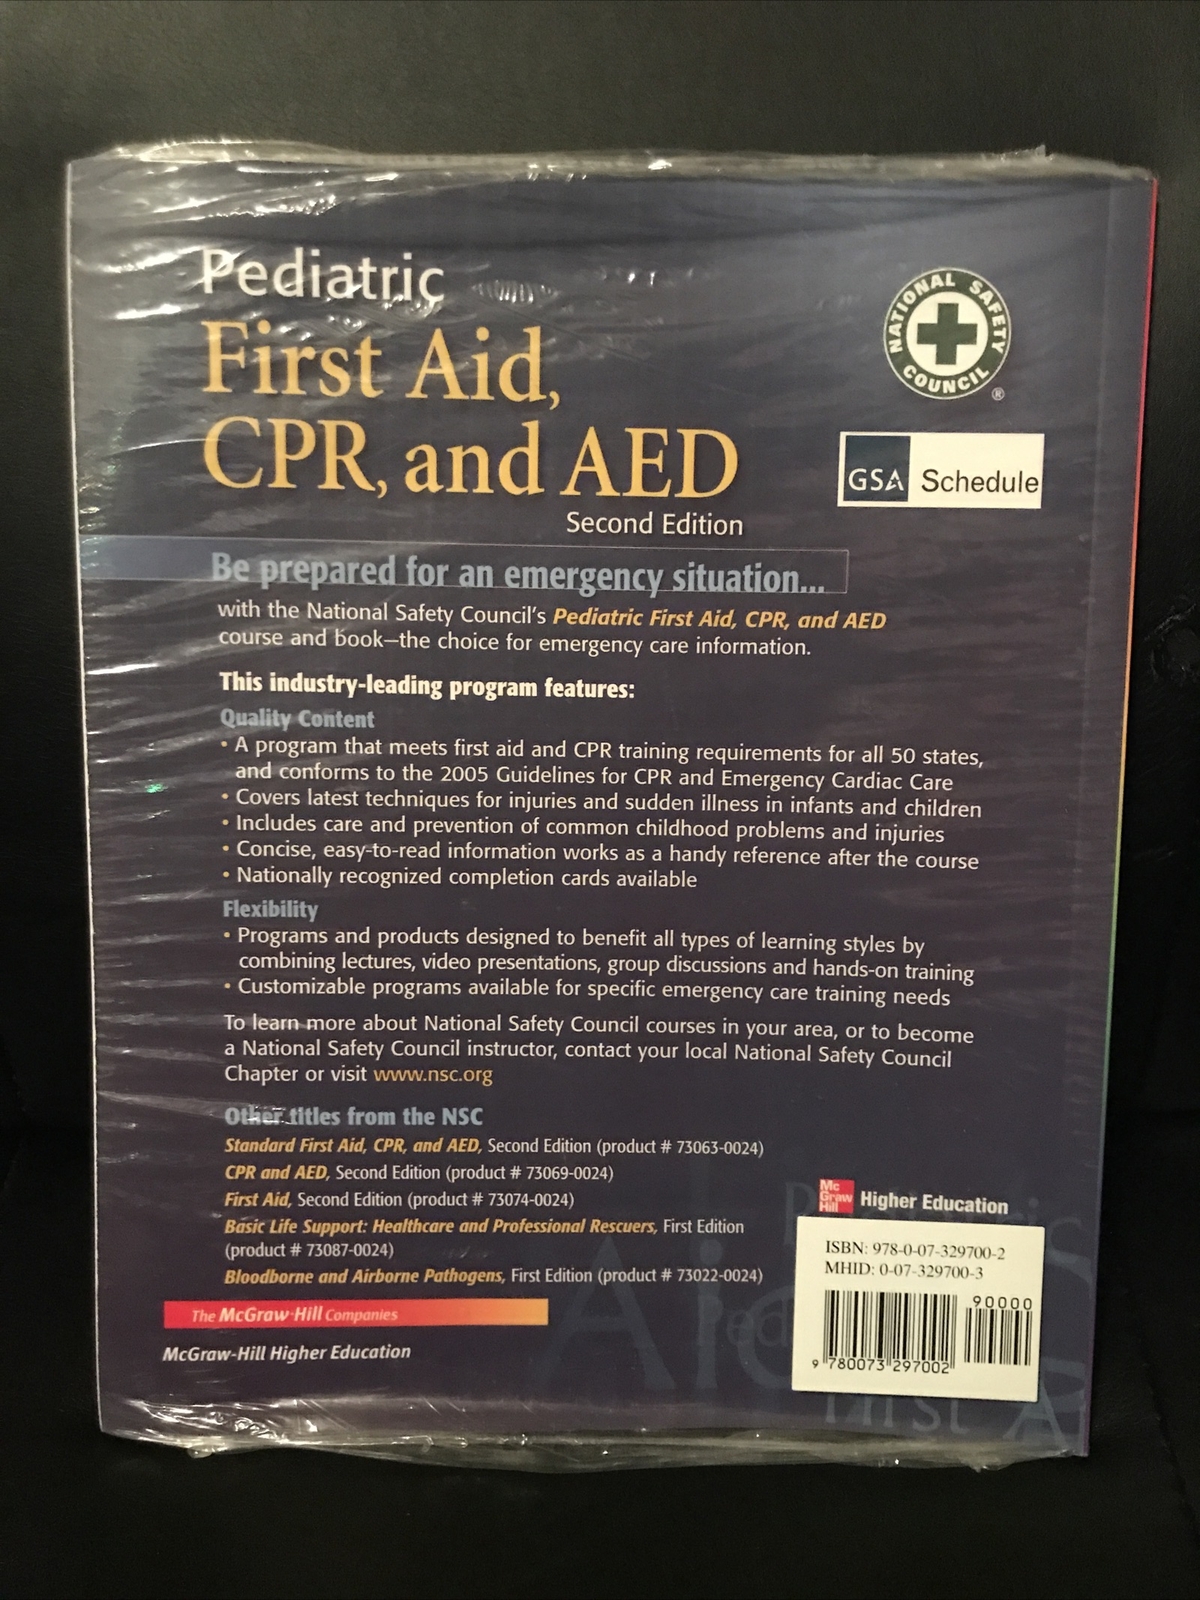 Pediatric
First Aid,
CPR, and AED
Second Edition
NATIONAL SAFETY
COUNCIL
®
GSA Schedule
Be prepared for an emergency situation...
with the National Safety Council's Pediatric First Aid, CPR, and AED
course and book—the choice for emergency care information.
This industry-leading program features:
Quality Content
• A program that meets first aid and CPR training requirements for all 50 states,
and conforms to the 2005 Guidelines for CPR and Emergency Cardiac Care
• Covers latest techniques for injuries and sudden illness in infants and children
• Includes care and prevention of common childhood problems and injuries
• Concise, easy-to-read information works as a handy reference after the course
• Nationally recognized completion cards available
Flexibility
• Programs and products designed to benefit all types of learning styles by
combining lectures, video presentations, group discussions and hands-on training
• Customizable programs available for specific emergency care training needs
To learn more about National Safety Council courses in your area, or to become
a National Safety Council instructor, contact your local National Safety Council
Chapter or visit www.nsc.org
Other titles from the NSC
Standard First Aid, CPR, and AED, Second Edition (product # 73063-0024)
CPR and AED, Second Edition (product # 73069-0024)
First Aid, Second Edition (product # 73074-0024)
Basic Life Support: Healthcare and Professional Rescuers, First Edition
(product # 73087-0024)
Bloodborne and Airborne Pathogens, First Edition (product # 73022-0024)
The McGraw·Hill Companies
McGraw-Hill Higher Education
Mc
Graw
Hill
Higher Education
ISBN: 978-0-07-329700-2
MHID: 0-07-329700-3
90000
9 780073 297002